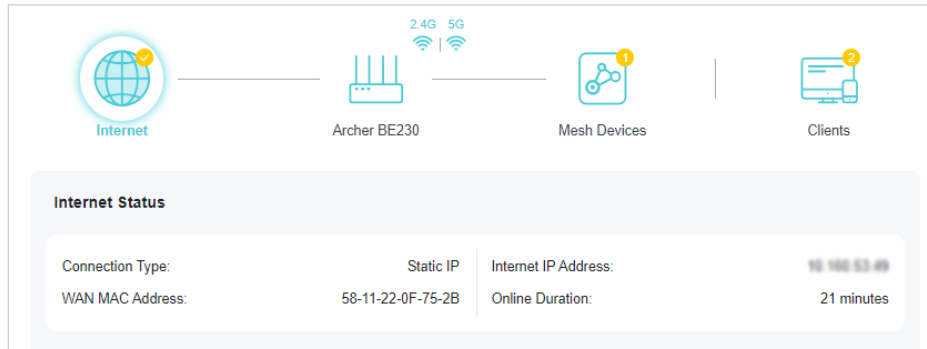 2.4G 5G
1
2
Internet
Archer BE230
Mesh Devices
Clients
Internet Status
Connection Type: Static IP
Internet IP Address:
WAN MAC Address: 58-11-22-0F-75-2B
Online Duration: 21 minutes